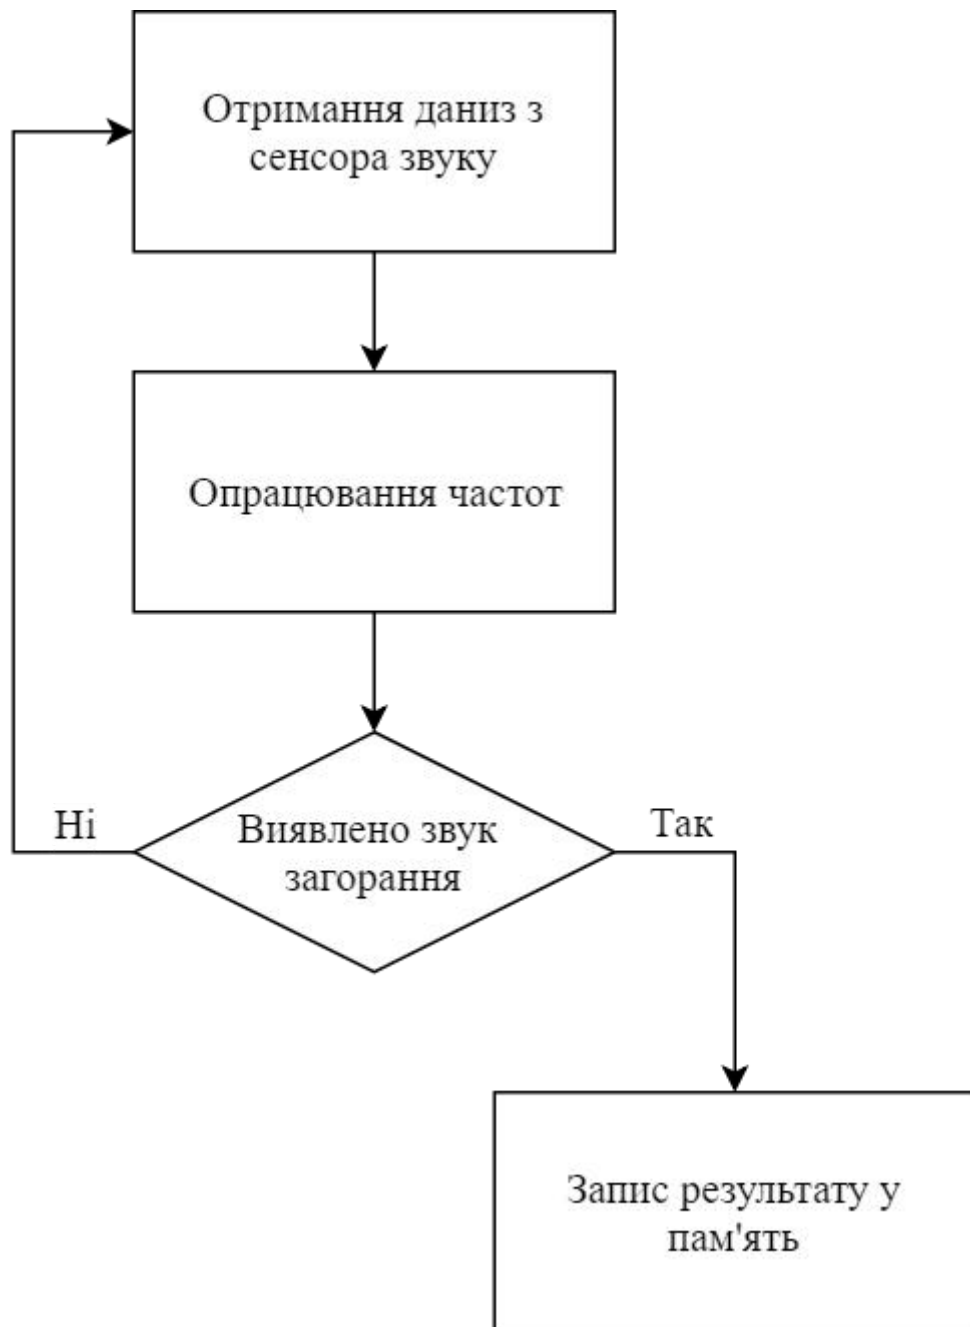 Отримання даниз з
сенсора звуку
Опрацювання частот
Виявлено звук
загорання
Ні
Так
Запис результату у
пам'ять